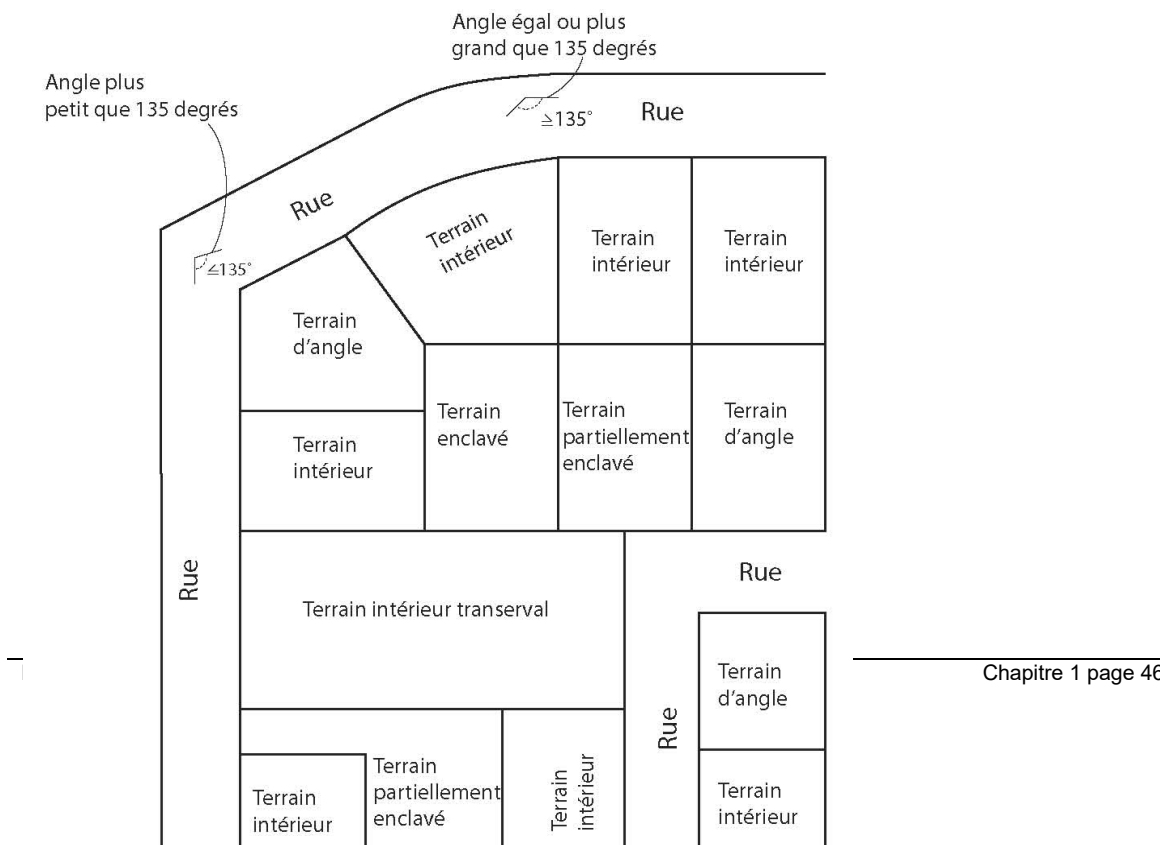 Angle égal ou plus
grand que 135 degrés
Angle plus
petit que 135 degrés
≧135°
Rue
Rue
≦135°
Terrain
intérieur
Terrain
intérieur
Terrain
intérieur
Terrain
d'angle
Terrain
enclavé
Terrain
partiellement
enclavé
Terrain
d'angle
Terrain
intérieur
Rue
Rue
Terrain intérieur transerval
Chapitre 1 page 46
Terrain
d'angle
Rue
Terrain
intérieur
Terrain
partiellement
enclavé
Terrain
intérieur
Terrain
intérieur